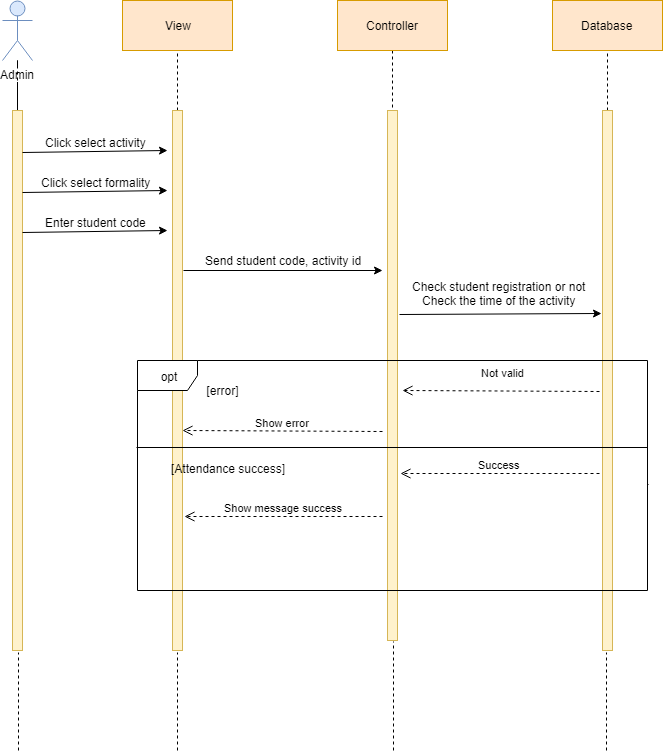 View
Controller
Database
Admin
Click select activity
Click select formality
Enter student code
Send student code, activity id
Check student registration or not
Check the time of the activity
opt
Not valid
[error]
Show error
[Attendance success]
Success
Show message success